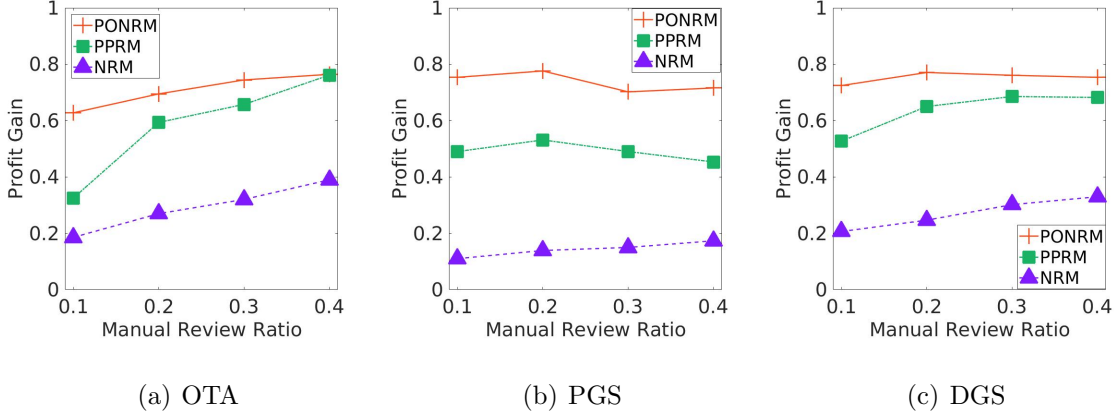 1
0.8
0.6
0.4
0.2
0
Profit Gain
PONRM
PPRM
NRM
0.1 0.2 0.3 0.4
Manual Review Ratio
(a) OTA
1
0.8
0.6
0.4
0.2
0
Profit Gain
PONRM
PPRM
NRM
0.1 0.2 0.3 0.4
Manual Review Ratio
(b) PGS
1
0.8
0.6
0.4
0.2
0
Profit Gain
PONRM
PPRM
NRM
0.1 0.2 0.3 0.4
Manual Review Ratio
(c) DGS